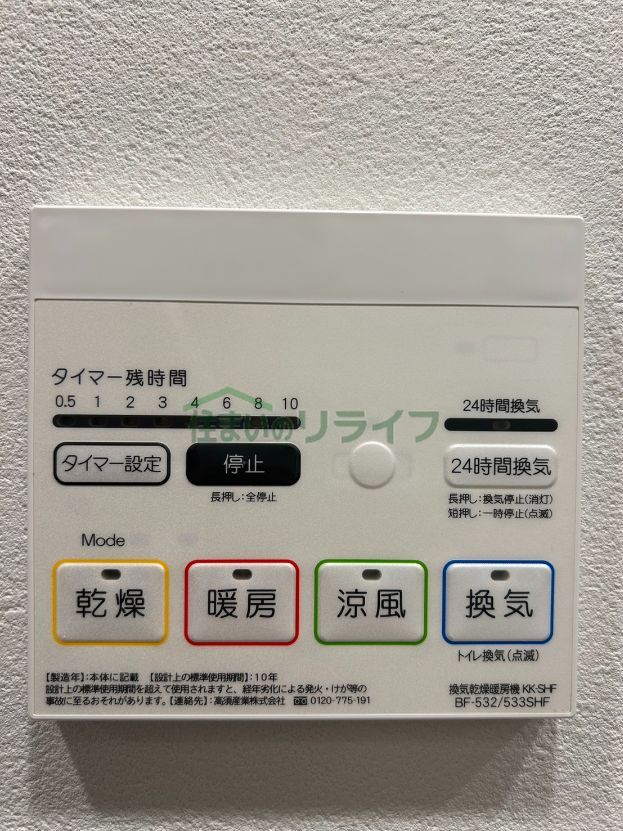 タイマー残時間
0.5 1 2 3 4 6 8 10
24時間換気
住まいのリライフ
タイマー設定
停止
24時間換気
長押し:全停止
長押し:換気停止(消灯)
短押し:一時停止(点滅)
Mode
乾燥
暖房
涼風
換気
トイレ換気(点滅)
【製造年】:本体に記載 【設計上の標準使用期間】:10年
設計上の標準使用期間を超えて使用されますと、経年劣化による発火・けが等の
事故に至るおそれがあります。【連絡先】:高須産業株式会社 0120-775-191
換気乾燥暖房機 KK-SHF
BF-532/533SHF